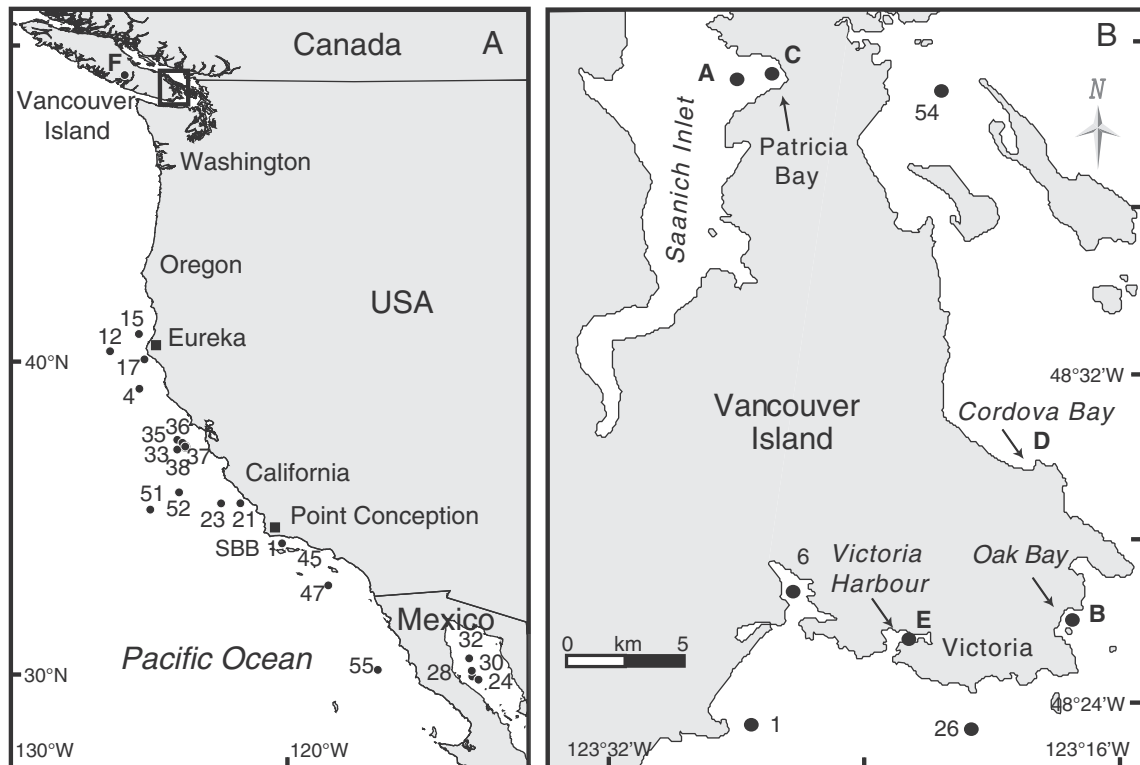 Canada
A
F
Vancouver
Island
Washington
Oregon
USA
15
12
Eureka
17
40°N
4
36
35
33
37
38
California
51
52
23
21
Point Conception
SBB 1
45
47
Mexico
32
Pacific Ocean
55
28
30
24
30°N
130°W
120°W
B
A
C
54
N
Saanich Inlet
Patricia
Bay
48°32'W
Vancouver
Island
Cordova Bay
D
6
Victoria
Harbour
Oak Bay
E
B
0 km 5
Victoria
48°24'W
1
26
123°32'W
123°16'W